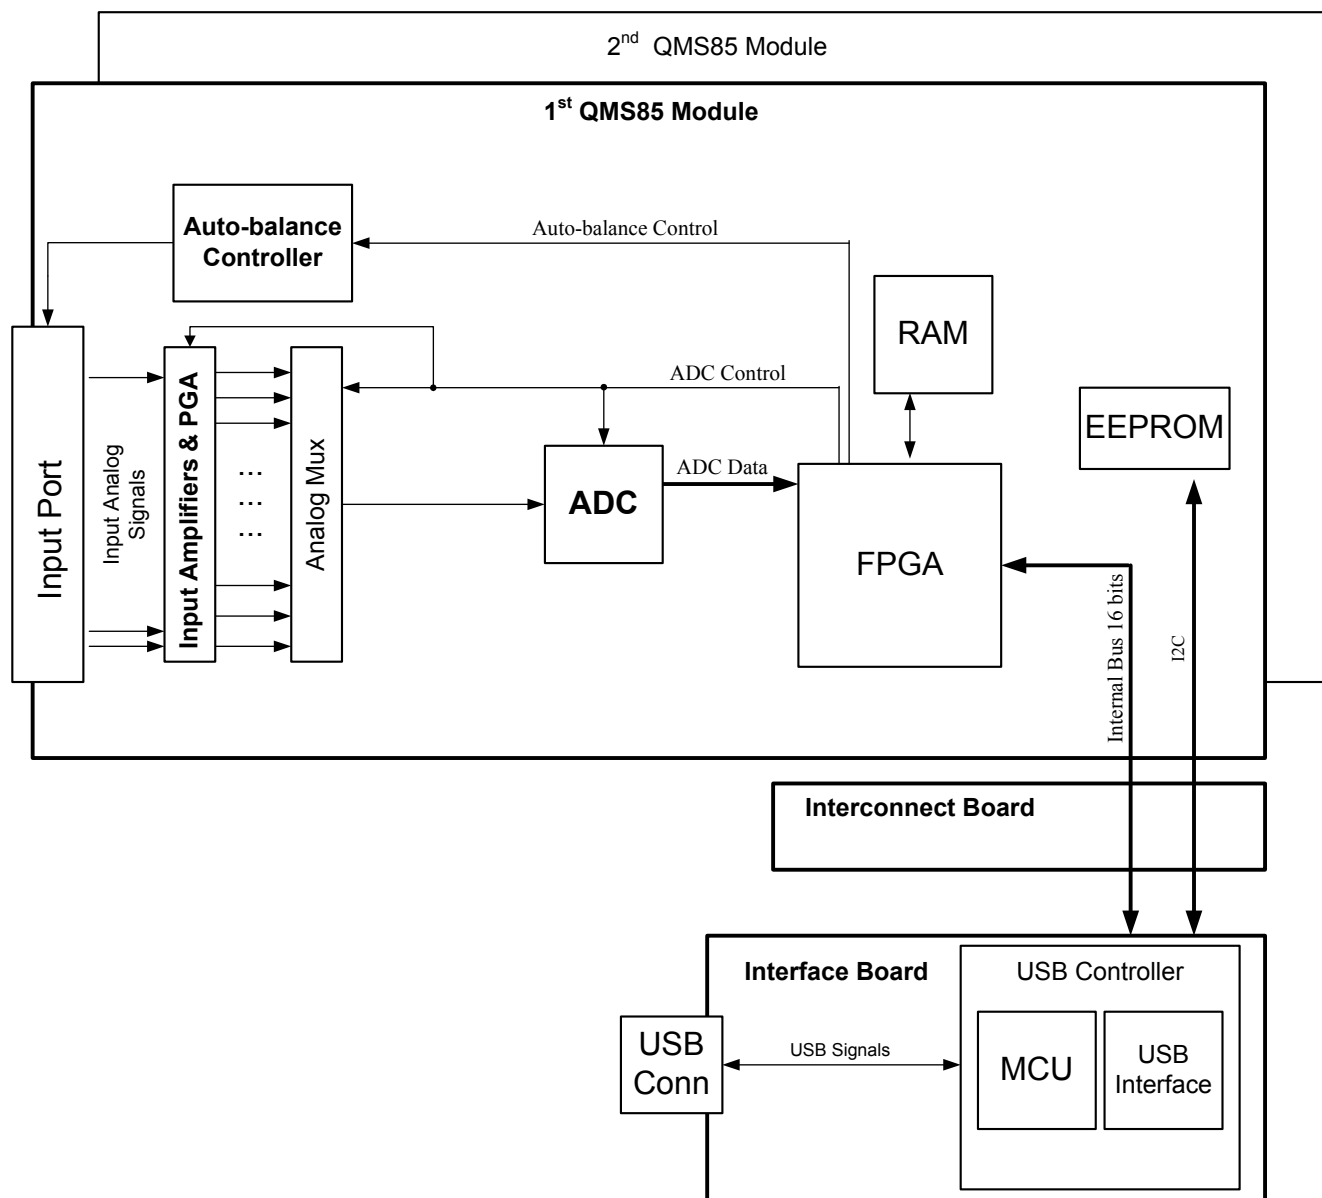 2nd QMS85 Module
1st QMS85 Module
Auto-balance
Controller
Auto-balance Control
RAM
ADC Control
EEPROM
Input Port
Input Analog
Signals
Input Amplifiers & PGA
...
...
...
Analog Mux
ADC
ADC Data
FPGA
Internal Bus 16 bits
I2C
Interconnect Board
Interface Board
USB Controller
USB
Conn
USB Signals
MCU
USB
Interface